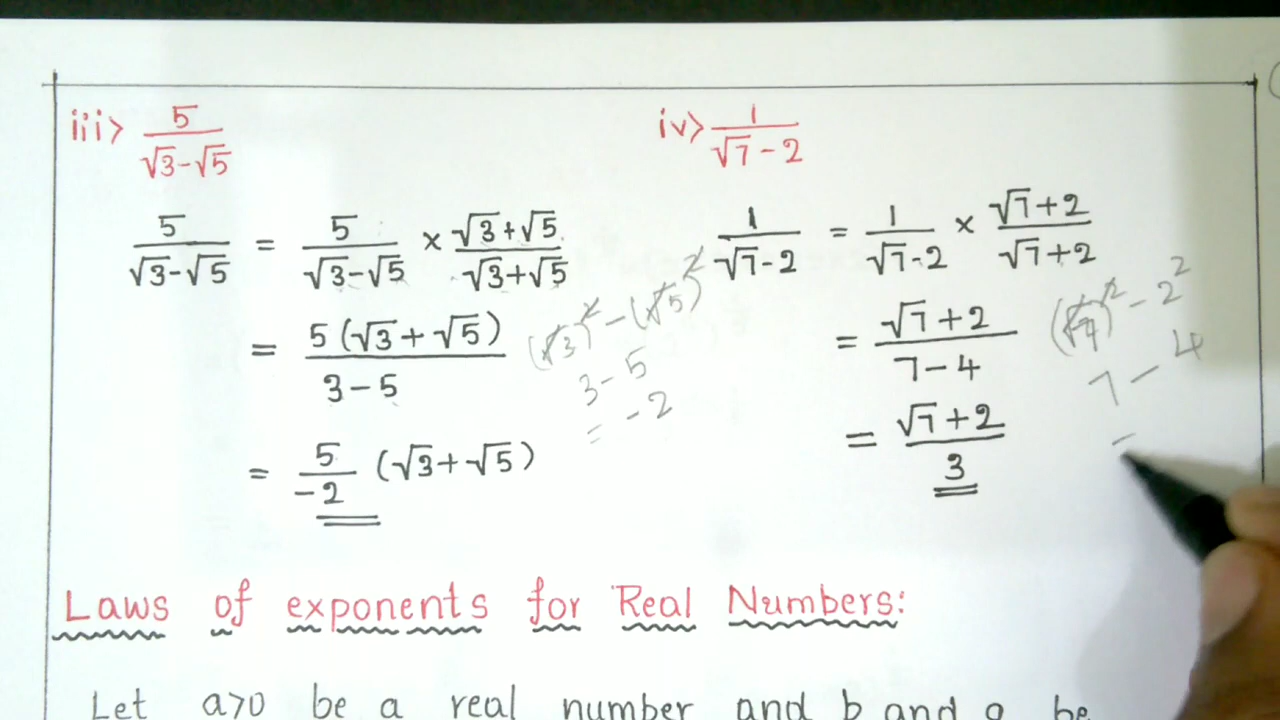 iii> 5/(√3-√5)
5/(√3-√5) = 5/(√3-√5) × (√3+√5)/(√3+√5)
= 5(√3+√5)/(3-5)
(√3)² - (√5)²
3-5
= -2
= 5/-2 (√3+√5)
iv> 1/(√7-2)
1/(√7-2) = 1/(√7-2) × (√7+2)/(√7+2)
= (√7+2)/(7-4)
(√7)² - 2²
7-4
=
= (√7+2)/3
Laws of exponents for Real Numbers:
Let a>0 be a real number and p and q be